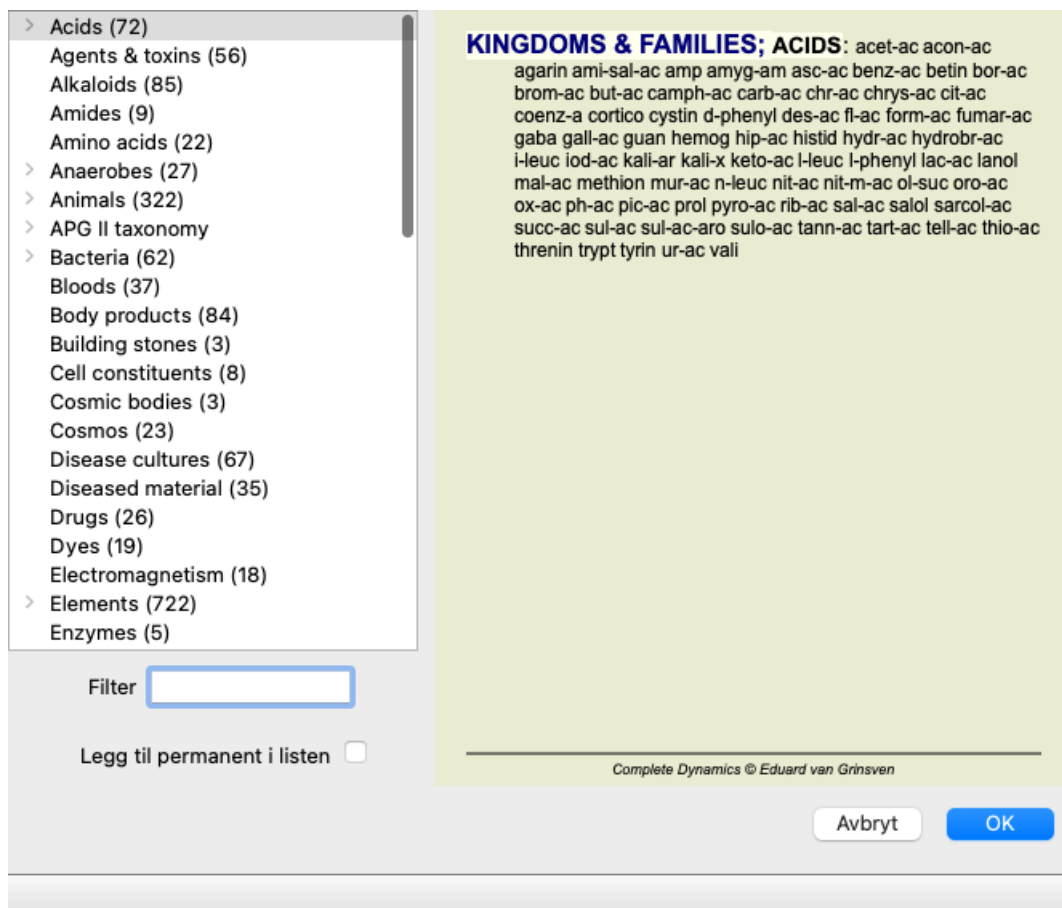 Acids (72)
Agents & toxins (56)
Alkaloids (85)
Amides (9)
Amino acids (22)
Anaerobes (27)
Animals (322)
APG II taxonomy
Bacteria (62)
Bloods (37)
Body products (84)
Building stones (3)
Cell constituents (8)
Cosmic bodies (3)
Cosmos (23)
Disease cultures (67)
Diseased material (35)
Drugs (26)
Dyes (19)
Electromagnetism (18)
Elements (722)
Enzymes (5)
Filter
Legg til permanent i listen
KINGDOMS & FAMILIES; ACIDS: acet-ac acon-ac
agarin ami-sal-ac amp amyg-am asc-ac benz-ac betin bor-ac
brom-ac but-ac camph-ac carb-ac chr-ac chrys-ac cit-ac
coenz-a cortico cystin d-phenyl des-ac fl-ac form-ac fumar-ac
gaba gall-ac guan hemog hip-ac histid hydr-ac hydrobr-ac
i-leuc iod-ac kali-ar kali-x keto-ac l-leuc l-phenyl lac-ac lanol
mal-ac methion mur-ac n-leuc nit-ac nit-m-ac ol-suc oro-ac
ox-ac ph-ac pic-ac prol pyro-ac rib-ac sal-ac salol sarcol-ac
succ-ac sul-ac sul-ac-aro sulo-ac tann-ac tart-ac tell-ac thio-ac
threnin trypt tyrin ur-ac vali
Complete Dynamics © Eduard van Grinsven
Avbryt
OK